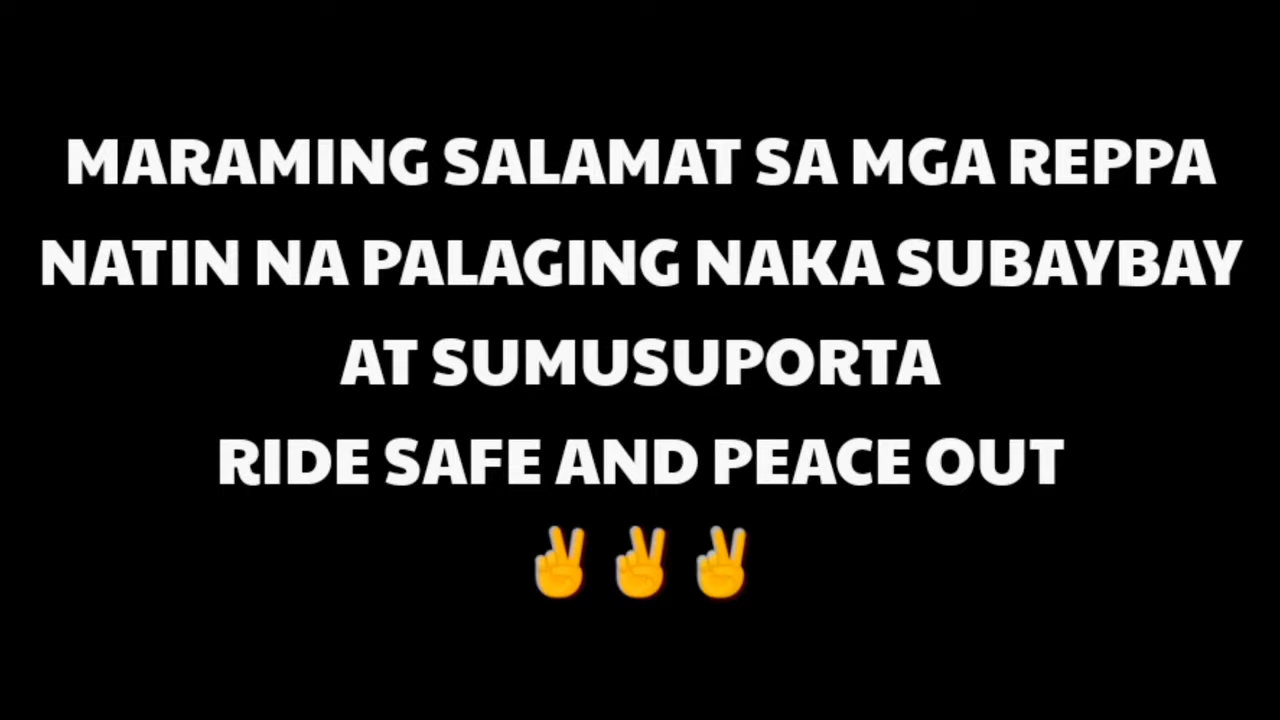 MARAMING SALAMAT SA MGA REPPA
NATIN NA PALAGING NAKA SUBAYBAY
AT SUMUSUPORTA
RIDE SAFE AND PEACE OUT
✌️✌️✌️